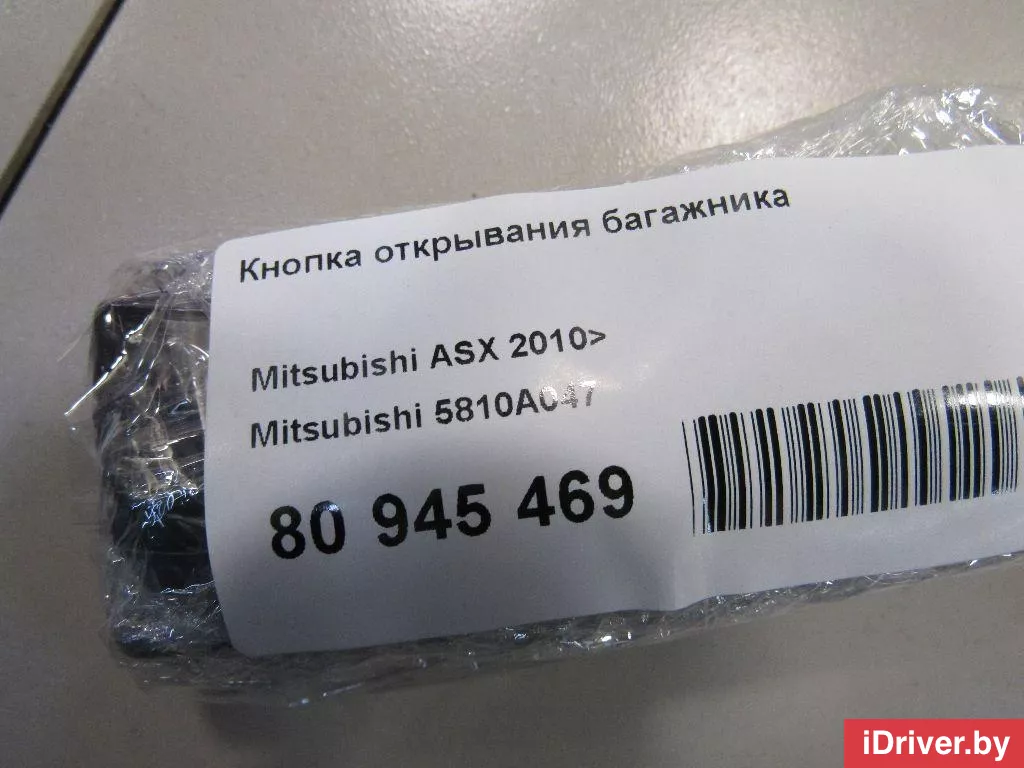 Кнопка открывания багажника
Mitsubishi ASX 2010>
Mitsubishi 5810A047
80 945 469
iDriver.by